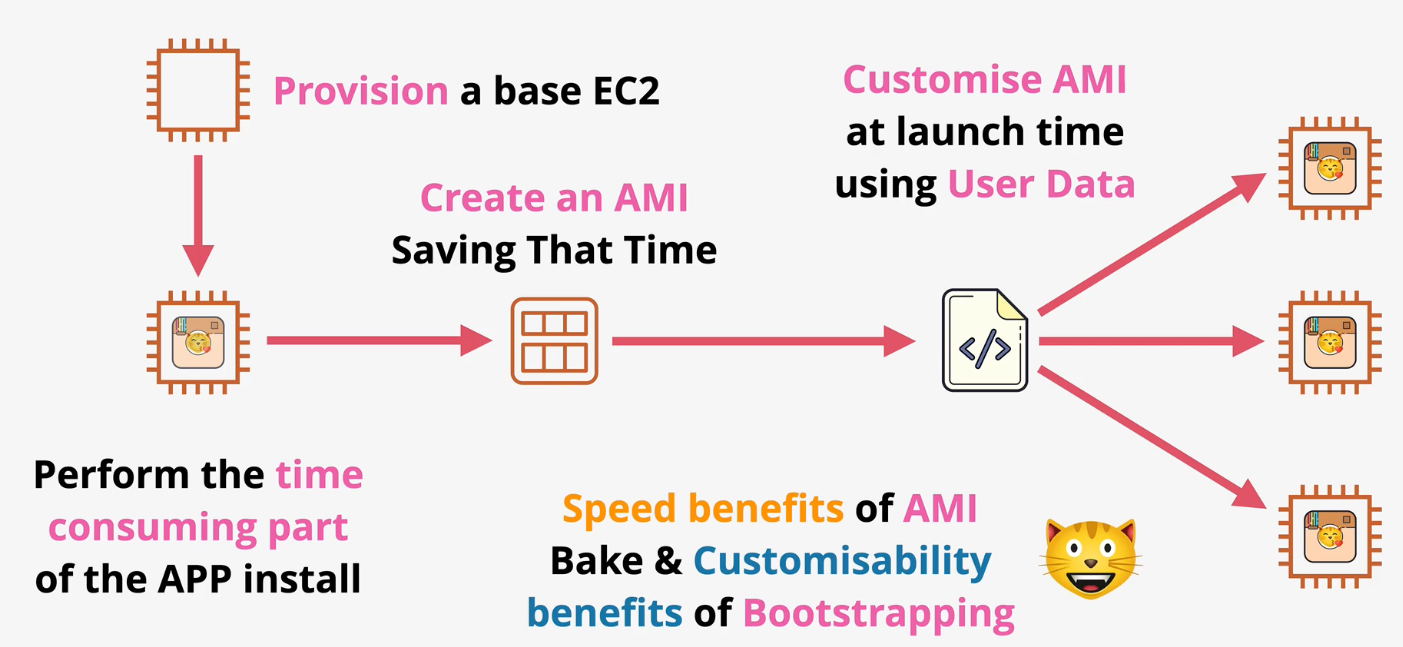 Provision a base EC2
Customise AMI
at launch time
using User Data
Create an AMI
Saving That Time
</>
Perform the time
consuming part
of the APP install
Speed benefits of AMI
Bake & Customisability
benefits of Bootstrapping